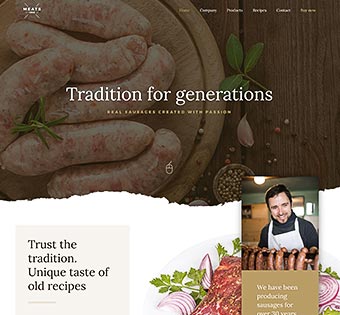 MEATS
Home Company Products Recipes Contact Buy now
Tradition for generations
REAL SAUSAGES CREATED WITH PASSION
Trust the
tradition.
Unique taste of
old recipes
We have been
producing
sausages for
over 30 years